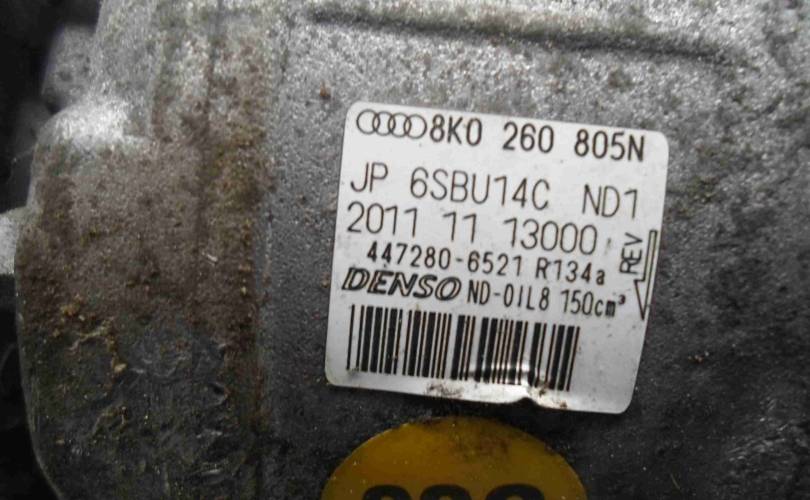 8K0 260 805N
JP 6SBU14C ND1
2011 11 13000
447280-6521 R134a
REV
DENSO ND-OIL8 150cm³